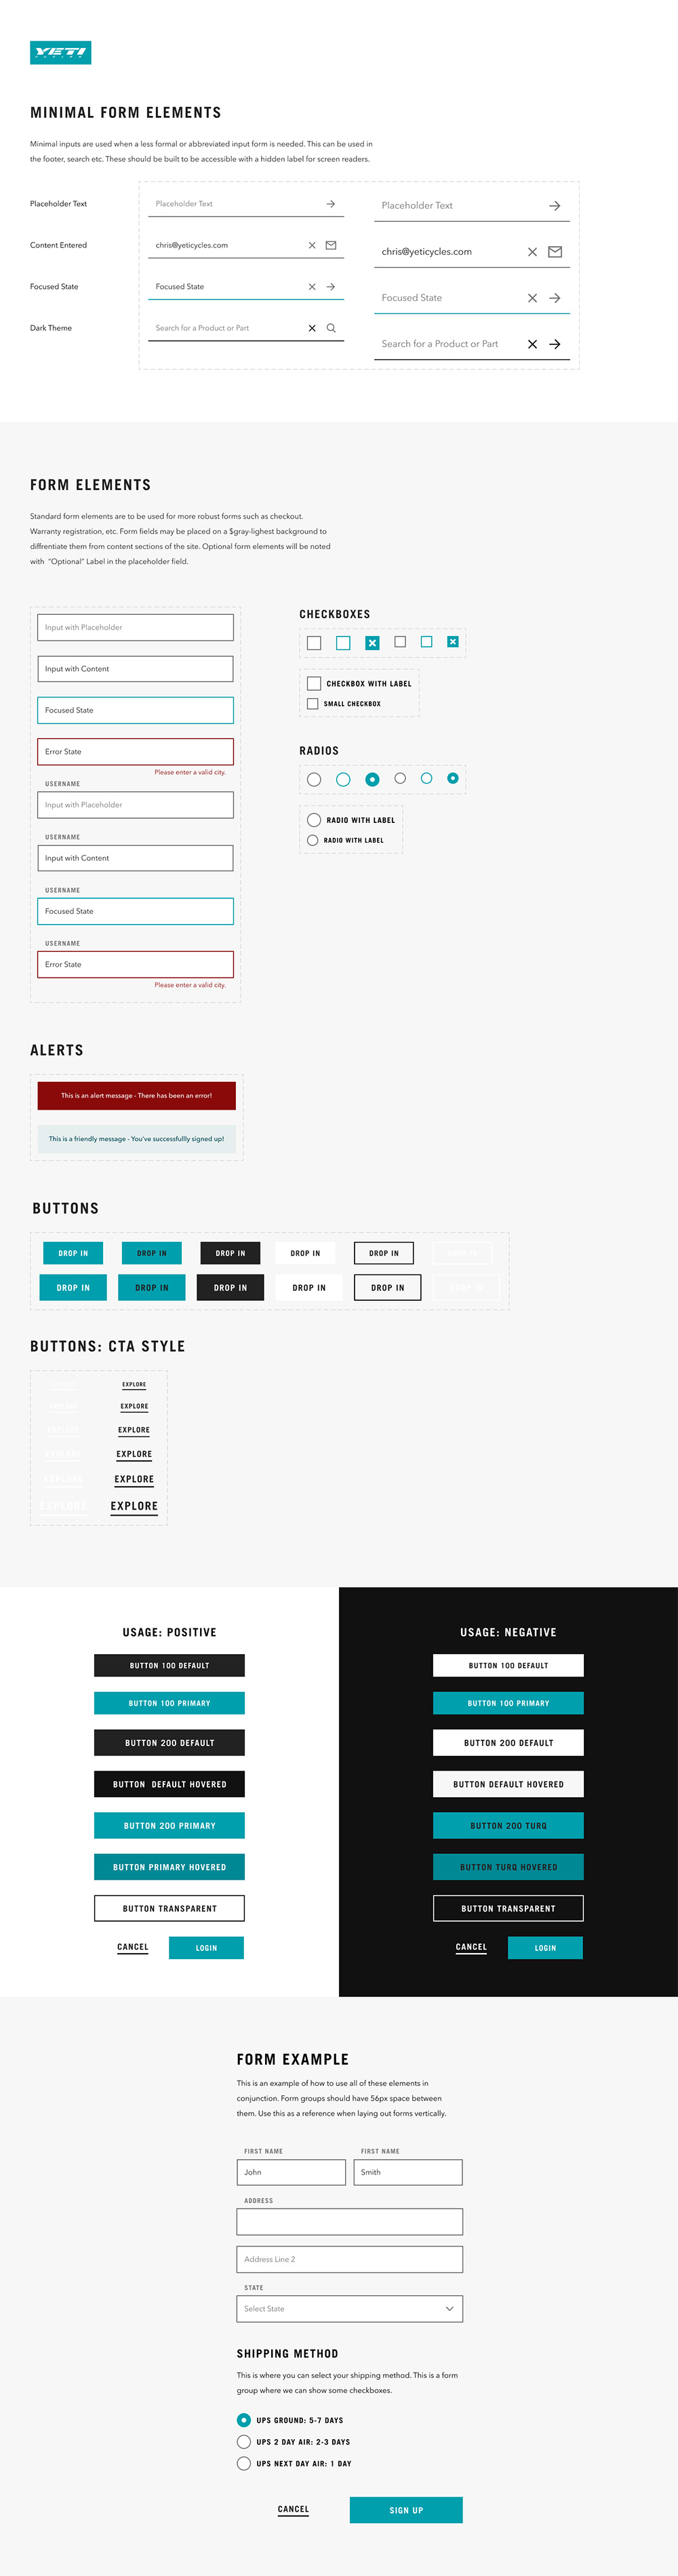 YETI
CYCLES
MINIMAL FORM ELEMENTS
Minimal inputs are used when a less formal or abbreviated input form is needed. This can be used in
the footer, search etc. These should be built to be accessible with a hidden label for screen readers.
Placeholder Text
Placeholder Text
Placeholder Text
Content Entered
chris@yeticycles.com
chris@yeticycles.com
Focused State
Focused State
Focused State
Dark Theme
Search for a Product or Part
Search for a Product or Part
FORM ELEMENTS
Standard form elements are to be used for more robust forms such as checkout.
Warranty registration, etc. Form fields may be placed on a $gray-lighest background to
diffrentiate them from content sections of the site. Optional form elements will be noted
with "Optional" Label in the placeholder field.
Input with Placeholder
Input with Content
Focused State
Error State
Please enter a valid city.
USERNAME
Input with Placeholder
USERNAME
Input with Content
USERNAME
Focused State
USERNAME
Error State
Please enter a valid city.
CHECKBOXES
CHECKBOX WITH LABEL
SMALL CHECKBOX
RADIOS
RADIO WITH LABEL
RADIO WITH LABEL
ALERTS
This is an alert message - There has been an error!
This is a friendly message - You've successfullly signed up!
BUTTONS
DROP IN
DROP IN
DROP IN
DROP IN
DROP IN
DROP IN
DROP IN
DROP IN
DROP IN
DROP IN
DROP IN
DROP IN
BUTTONS: CTA STYLE
EXPLORE
EXPLORE
EXPLORE
EXPLORE
EXPLORE
EXPLORE
EXPLORE
EXPLORE
EXPLORE
EXPLORE
EXPLORE
EXPLORE
USAGE: POSITIVE
BUTTON 100 DEFAULT
BUTTON 100 PRIMARY
BUTTON 200 DEFAULT
BUTTON  DEFAULT HOVERED
BUTTON 200 PRIMARY
BUTTON PRIMARY HOVERED
BUTTON TRANSPARENT
CANCEL
LOGIN
USAGE: NEGATIVE
BUTTON 100 DEFAULT
BUTTON 100 PRIMARY
BUTTON 200 DEFAULT
BUTTON DEFAULT HOVERED
BUTTON 200 TURQ
BUTTON TURQ HOVERED
BUTTON TRANSPARENT
CANCEL
LOGIN
FORM EXAMPLE
This is an example of how to use all of these elements in
conjunction. Form groups should have 56px space between
them. Use this as a reference when laying out forms vertically.
FIRST NAME
FIRST NAME
John
Smith
ADDRESS
Address Line 2
STATE
Select State
SHIPPING METHOD
This is where you can select your shipping method. This is a form
group where we can show some checkboxes.
UPS GROUND: 5-7 DAYS
UPS 2 DAY AIR: 2-3 DAYS
UPS NEXT DAY AIR: 1 DAY
CANCEL
SIGN UP